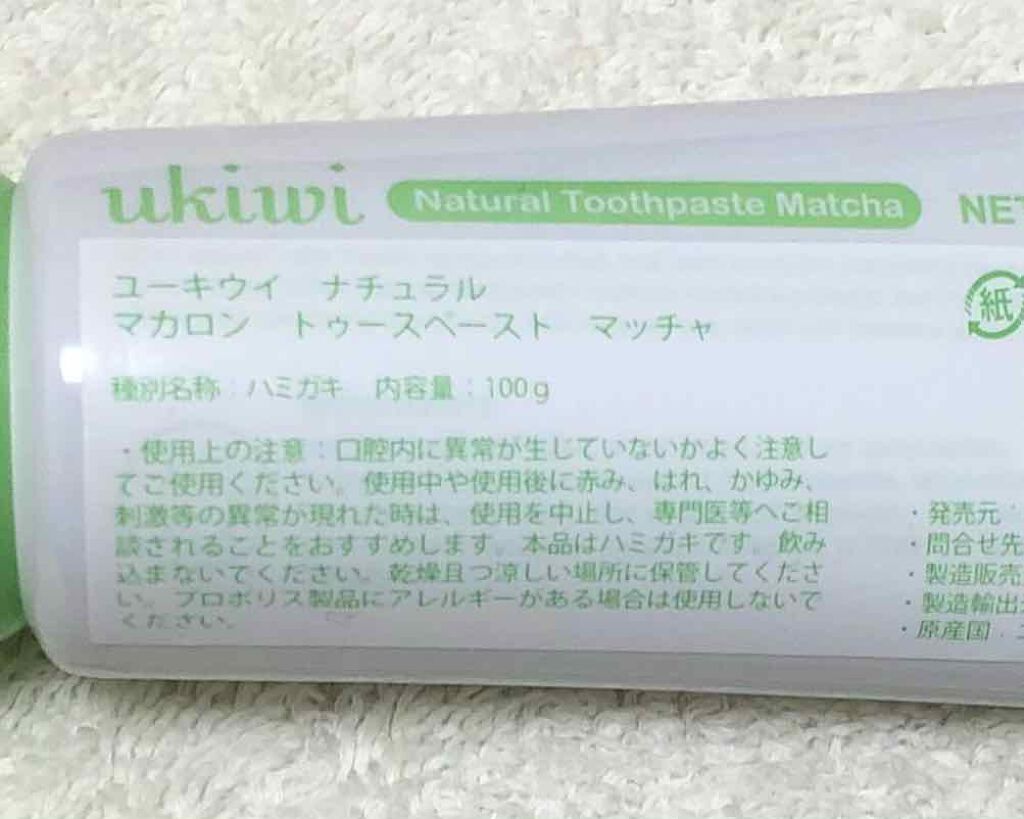 ukiwi Natural Toothpaste Matcha NET
ユーキウイ ナチュラル
マカロン トゥースペースト マッチャ
紙
種別名称：ハミガキ 内容量：100g
・使用上の注意：口腔内に異常が生じていないかよく注意し
てご使用ください。使用中や使用後に赤み、はれ、かゆみ、
刺激等の異常が現れた時は、使用を中止し、専門医等へご相
談されることをおすすめします。本品はハミガキです。飲み
込まないてください。乾燥且つ涼しい場所に保管してくださ
い。プロポリス製品にアレルギーがある場合は使用しないで
ください。
・発売元
・問合せ先
・製造販売
・製造輸出
・原産国